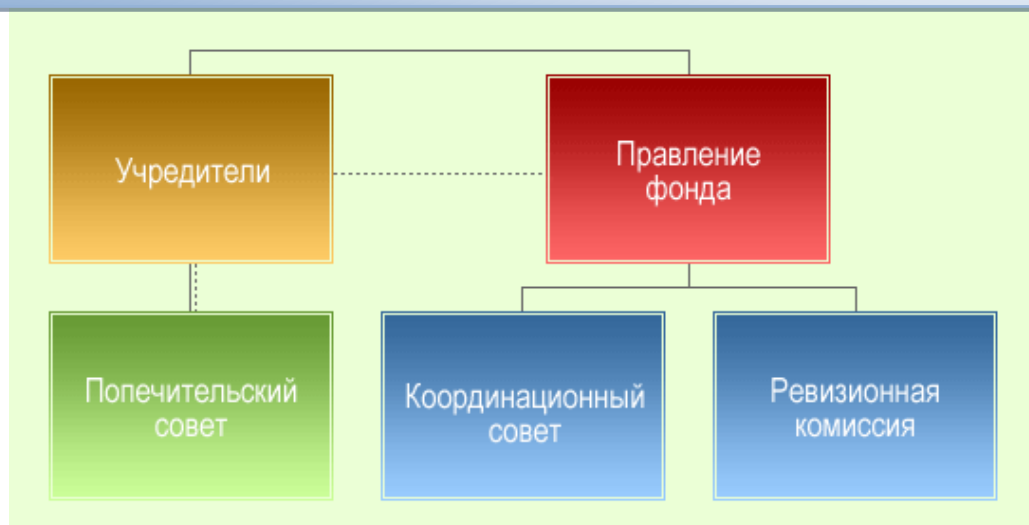 Учредители
Правление
фонда
Попечительский
совет
Координационный
совет
Ревизионная
комиссия